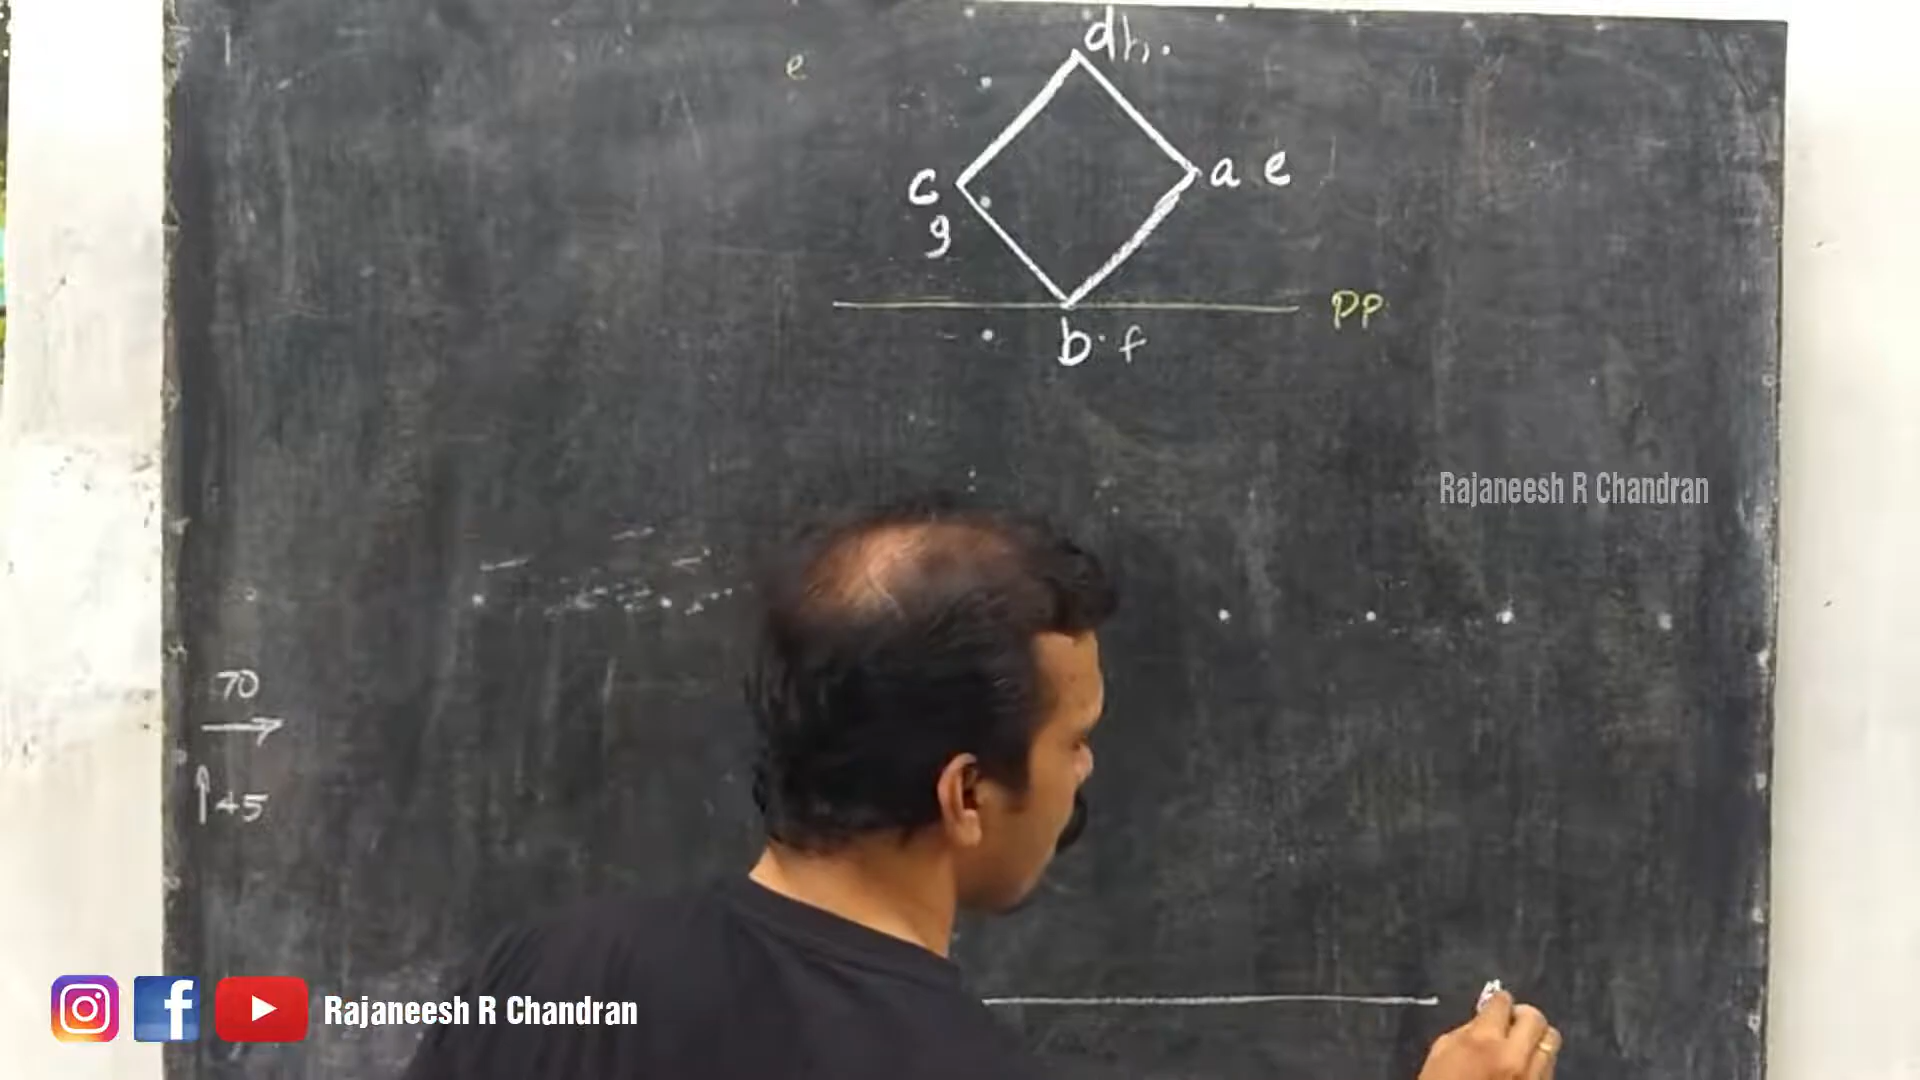 dh.
e
c
a e
g
PP
b. f
Rajaneesh R Chandran
70
45
Rajaneesh R Chandran